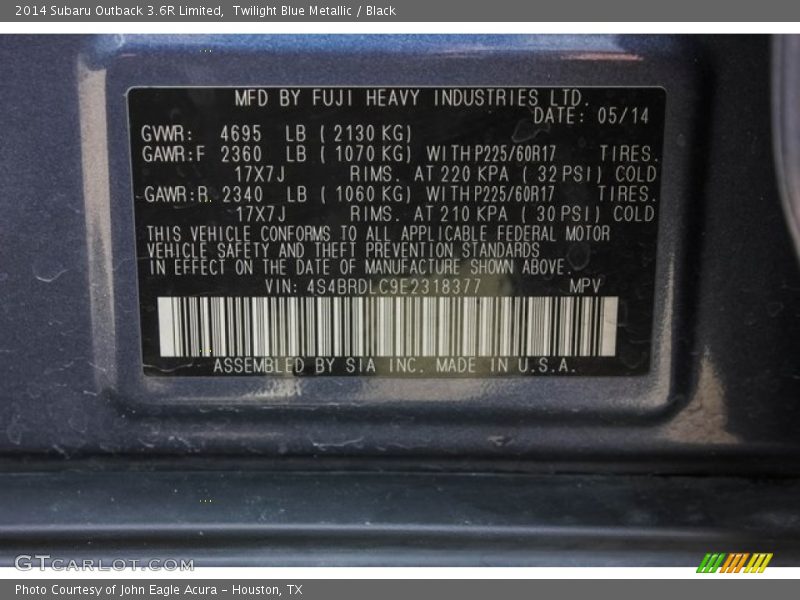 2014 Subaru Outback 3.6R Limited, Twilight Blue Metallic / Black
MFD BY FUJI HEAVY INDUSTRIES LTD.
DATE: 05/14
GVWR: 4695 LB ( 2130 KG)
GAWR:F 2360 LB ( 1070 KG) WITH P225/60R17 TIRES.
17X7J RIMS. AT 220 KPA ( 32 PSI) COLD
GAWR:R. 2340 LB ( 1060 KG) WITH P225/60R17 TIRES.
17X7J RIMS. AT 210 KPA ( 30 PSI) COLD
THIS VEHICLE CONFORMS TO ALL APPLICABLE FEDERAL MOTOR
VEHICLE SAFETY AND THEFT PREVENTION STANDARDS
IN EFFECT ON THE DATE OF MANUFACTURE SHOWN ABOVE.
VIN: 4S4BRDLC9E2318377 MPV
ASSEMBLED BY SIA INC. MADE IN U.S.A.
GTCARLOT.COM
Photo Courtesy of John Eagle Acura - Houston, TX